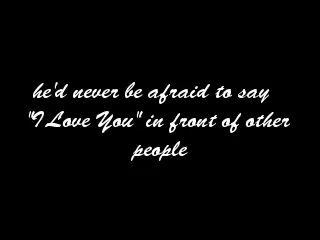 he'd never be afraid to say
"I Love You" in front of other
people